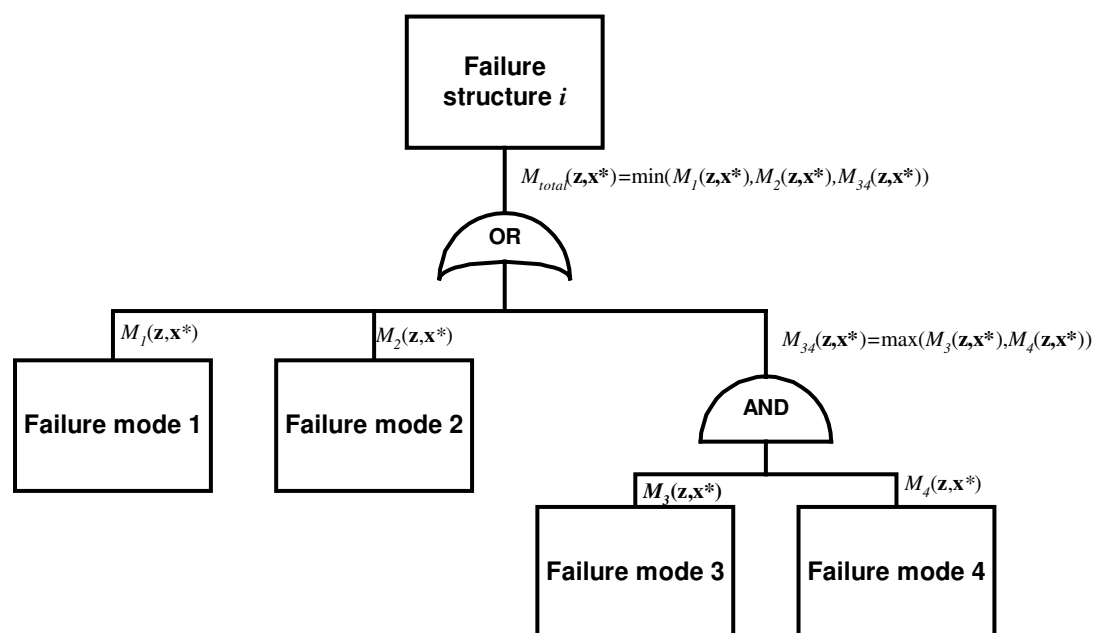 Failure
structure i
M_total(z,x*)=min(M_1(z,x*),M_2(z,x*),M_34(z,x*))
OR
M_1(z,x*)
M_2(z,x*)
M_34(z,x*)=max(M_3(z,x*),M_4(z,x*))
Failure mode 1
Failure mode 2
AND
M_3(z,x*)
M_4(z,x*)
Failure mode 3
Failure mode 4